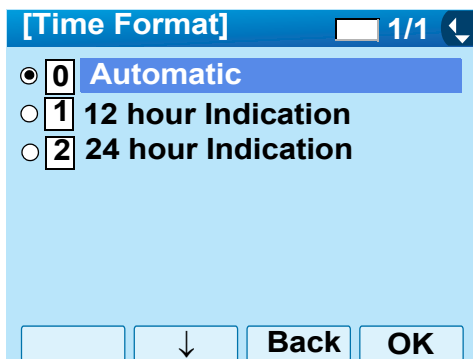 [Time Format] 1/1
0 Automatic
1 12 hour Indication
2 24 hour Indication
↓ Back OK